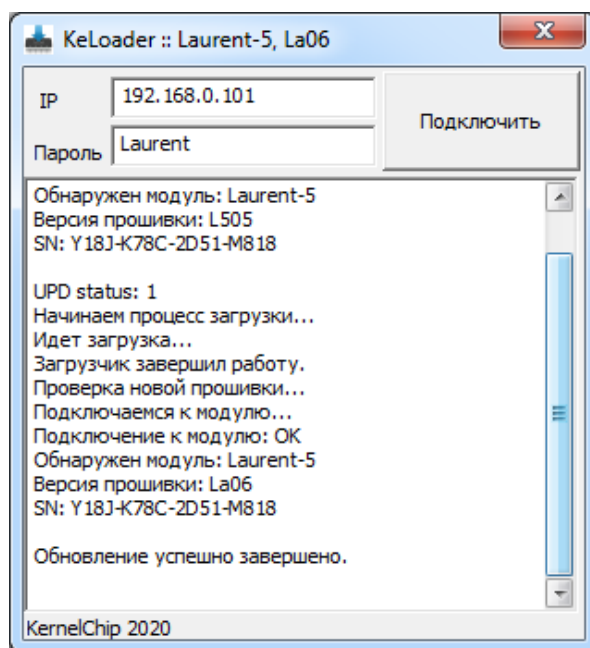 KeLoader :: Laurent-5, La06
IP
192.168.0.101
Подключить
Пароль
Laurent
Обнаружен модуль: Laurent-5
Версия прошивки: L505
SN: Y18J-K78C-2D51-M818
UPD status: 1
Начинаем процесс загрузки...
Идет загрузка...
Загрузчик завершил работу.
Проверка новой прошивки...
Подключаемся к модулю...
Подключение к модулю: OK
Обнаружен модуль: Laurent-5
Версия прошивки: La06
SN: Y18J-K78C-2D51-M818
Обновление успешно завершено.
KernelChip 2020